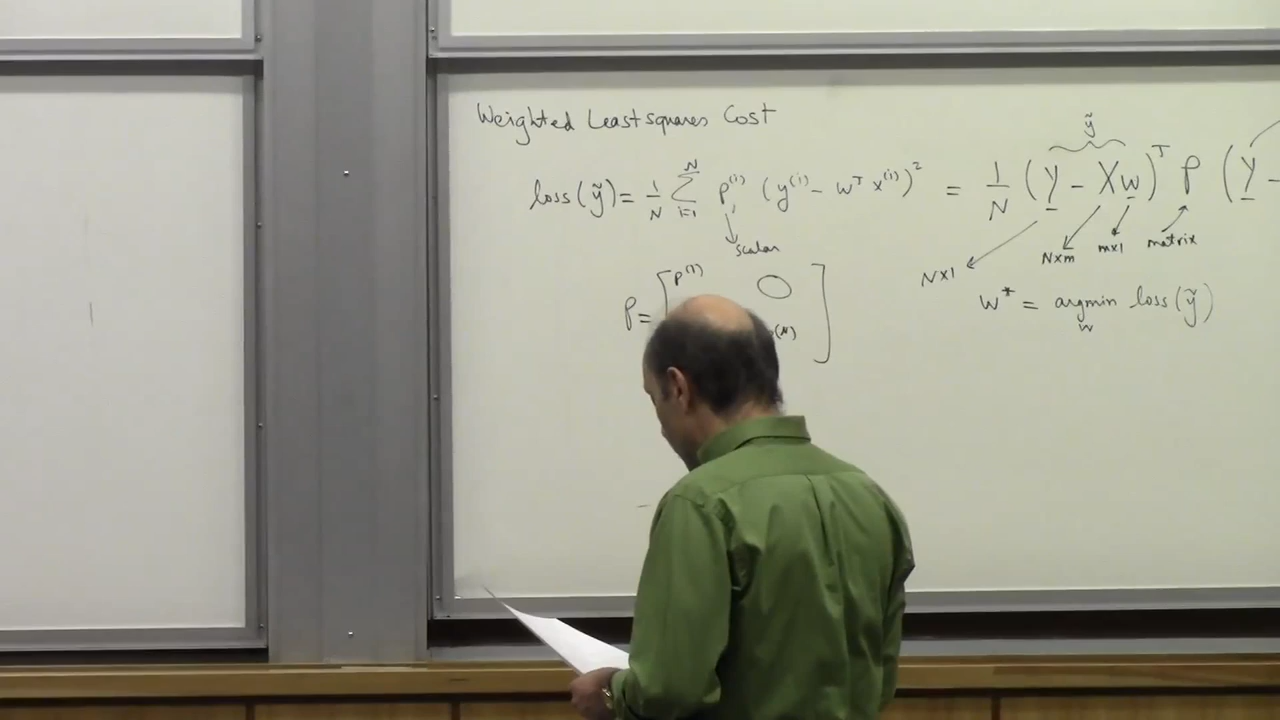 Weighted Least squares Cost
ỹ
loss(ỹ) = 1/N Σ_{i=1}^{N} P^{(i)} (y^{(i)} - w^T x^{(i)})^2 = 1/N (Y - Xw)^T P (Y -
scalar
N×1 N×m m×1 matrix
P = [ P^{(1)} 0 (N) ]
w* = argmin_w loss(ỹ)